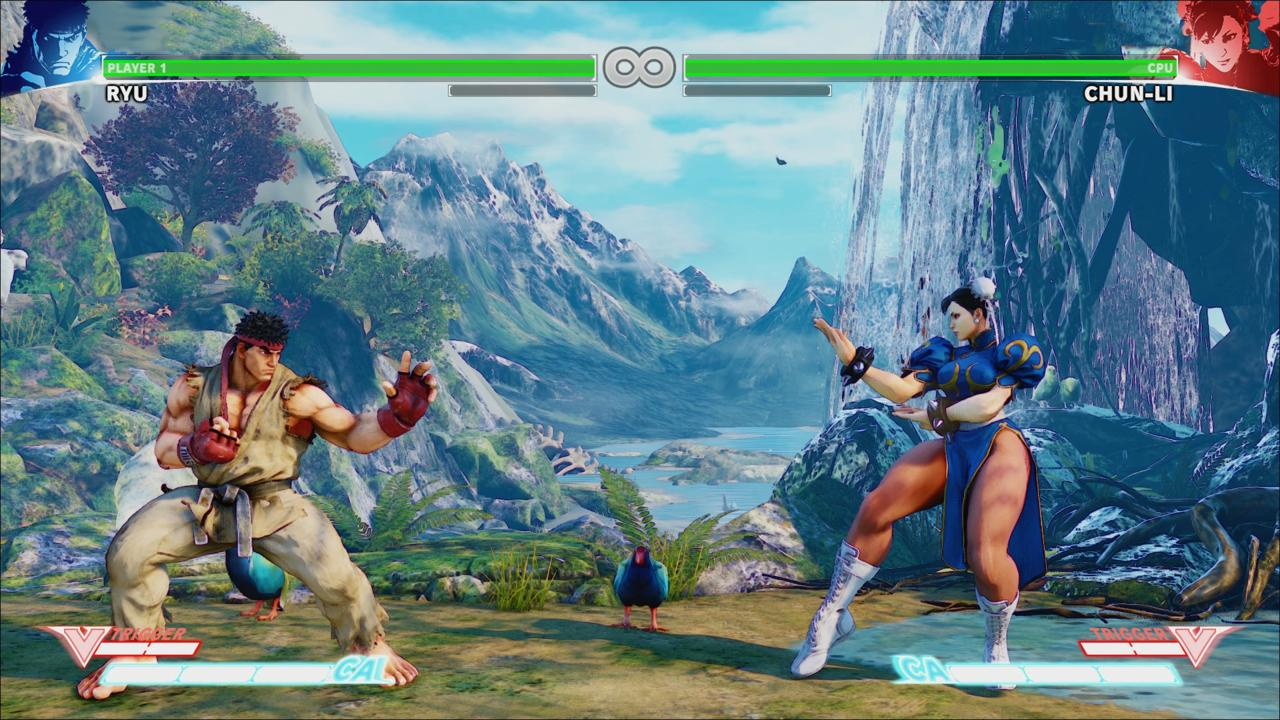 PLAYER 1
CPU
RYU
CHUN-LI
V TRIGGER
TRIGGER V
CA
CA